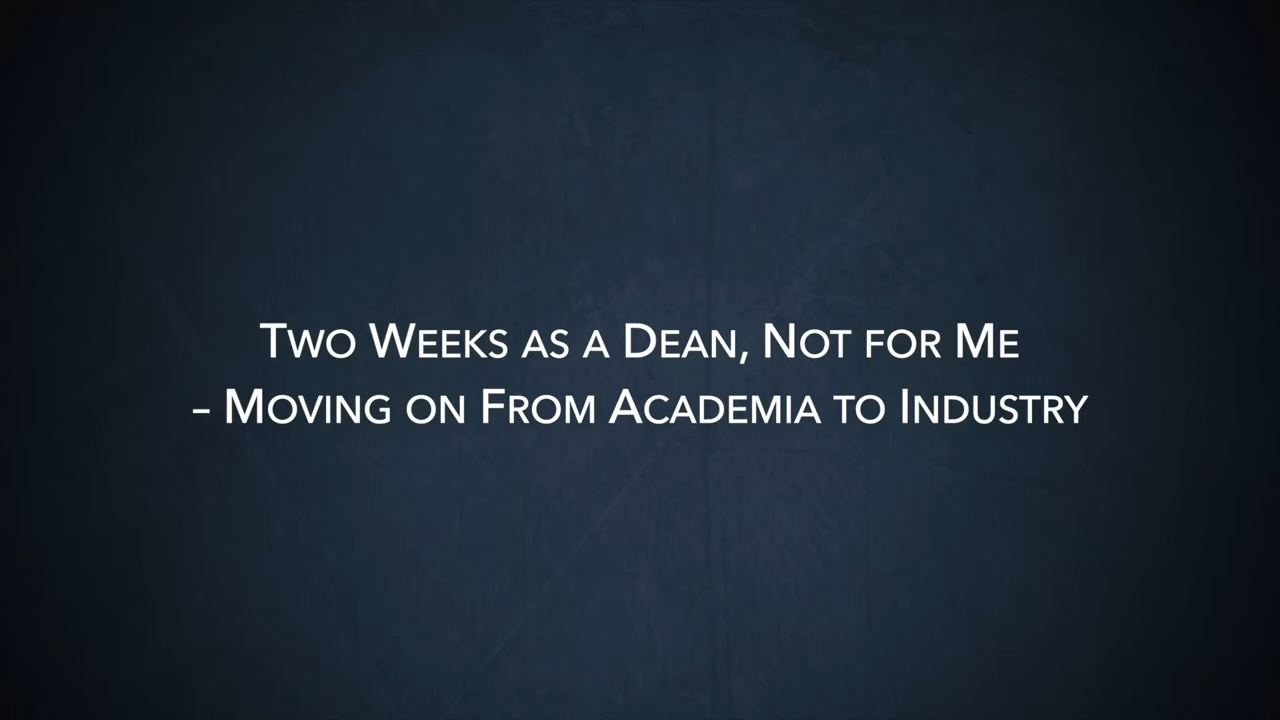 Two Weeks as a Dean, Not for Me
– Moving on From Academia to Industry